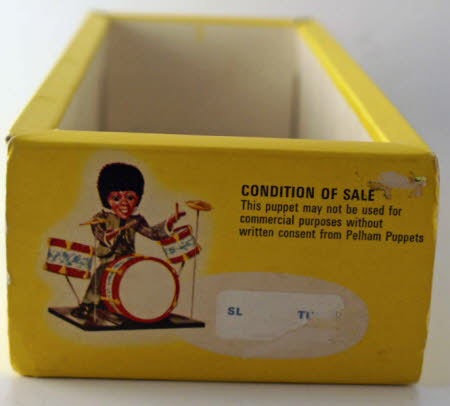 CONDITION OF SALE
This puppet may not be used for
commercial purposes without
written consent from Pelham Puppets
SL